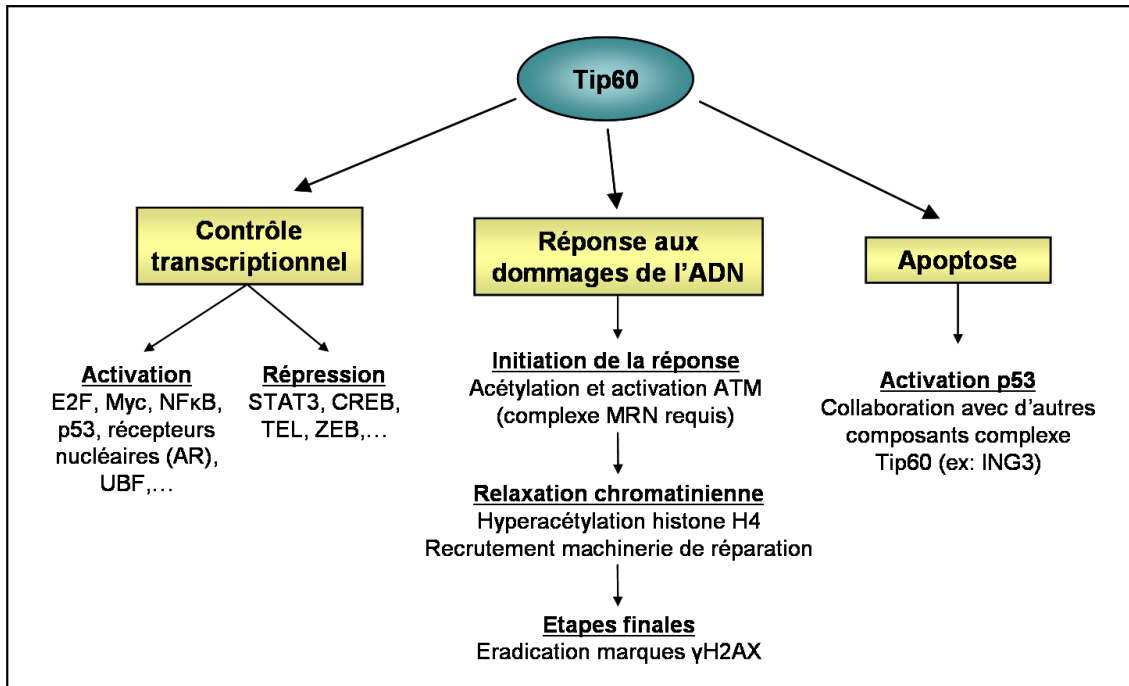 Tip60
Contrôle
transcriptionnel
Réponse aux
dommages de l'ADN
Apoptose
Activation
E2F, Myc, NFκB,
p53, récepteurs
nucléaires (AR),
UBF,…
Répression
STAT3, CREB,
TEL, ZEB,…
Initiation de la réponse
Acétylation et activation ATM
(complexe MRN requis)
Relaxation chromatinienne
Hyperacétylation histone H4
Recrutement machinerie de réparation
Etapes finales
Eradication marques γH2AX
Activation p53
Collaboration avec d'autres
composants complexe
Tip60 (ex: ING3)